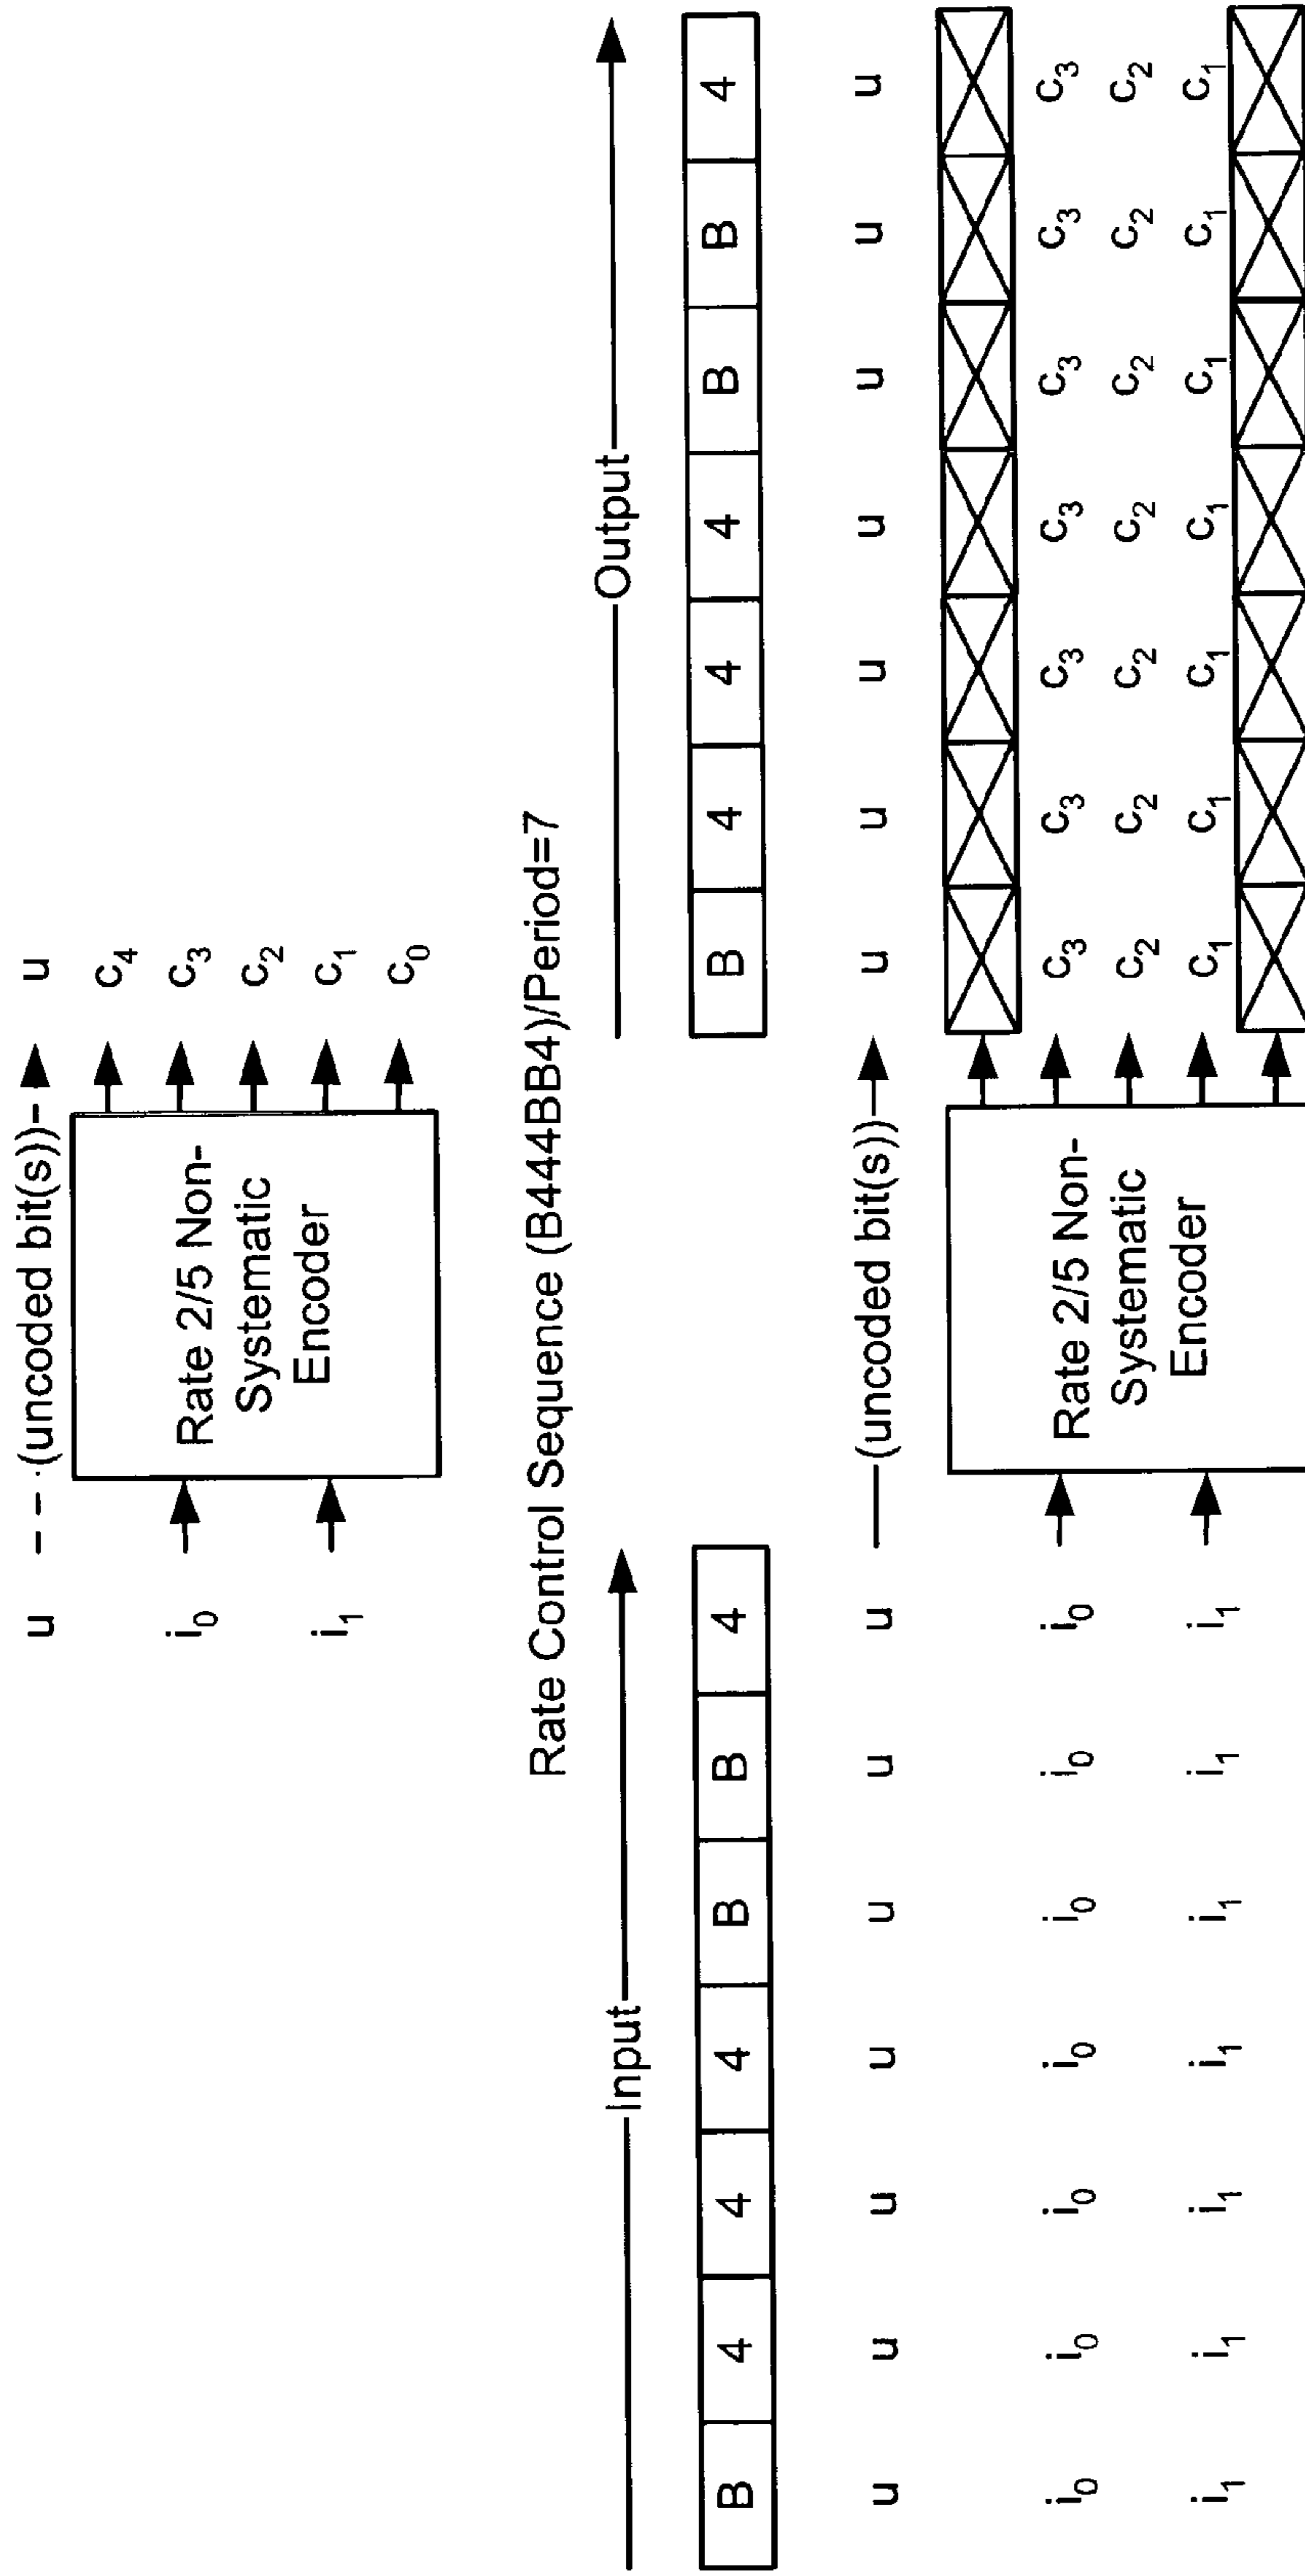 u - - -(uncoded bit(s))- u
i0 i1
Rate 2/5 Non-
Systematic
Encoder
c4
c3
c2
c1
c0
Rate Control Sequence (B444BB4)/Period=7
Input
Output
B 4 4 4 B B 4
B 4 4 4 B B 4
u u u u u u u
(uncoded bit(s))
u u u u u u u
i0 i0 i0 i0 i0 i0 i0
i1 i1 i1 i1 i1 i1 i1
Rate 2/5 Non-
Systematic
Encoder
c3 c3 c3 c3 c3 c3 c3
c2 c2 c2 c2 c2 c2 c2
c1 c1 c1 c1 c1 c1 c1